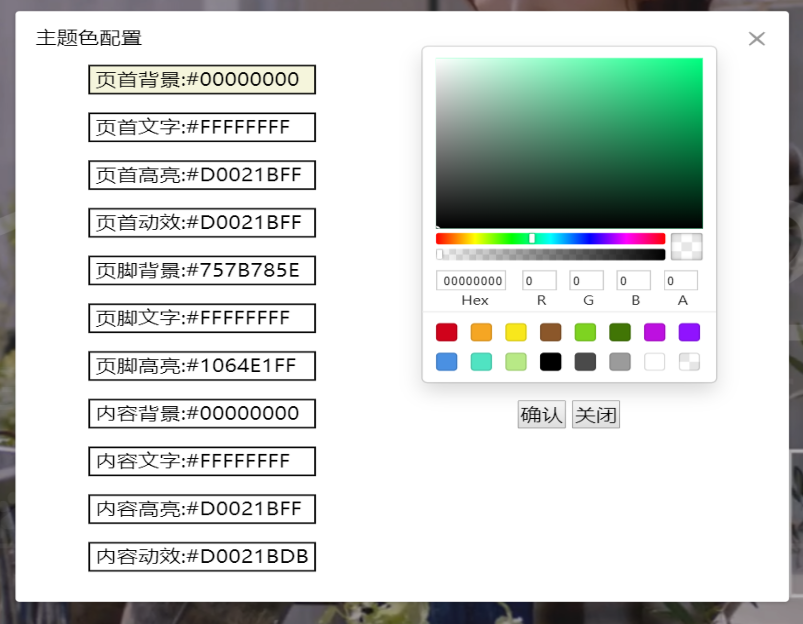 主题色配置
页首背景:#00000000
页首文字:#FFFFFFFF
页首高亮:#D0021BFF
页首动效:#D0021BFF
页脚背景:#757B785E
页脚文字:#FFFFFFFF
页脚高亮:#1064E1FF
内容背景:#00000000
内容文字:#FFFFFFFF
内容高亮:#D0021BFF
内容动效:#D0021BDB
00000000 0 0 0 0
Hex R G B A
确认 关闭